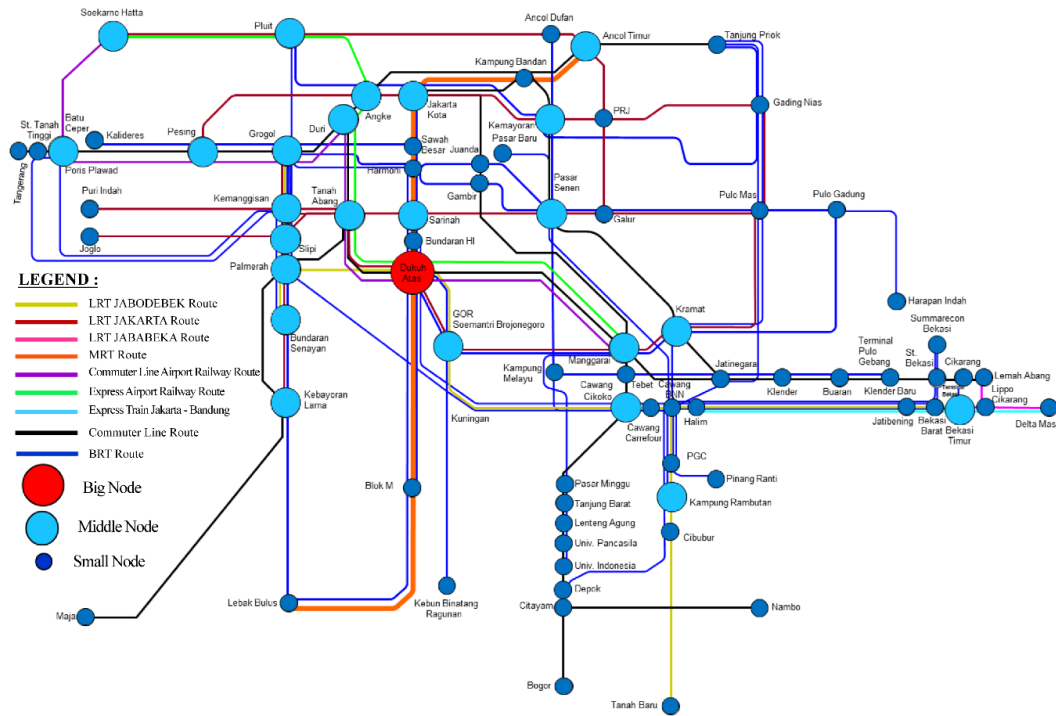 Soekarno Hatta
Pluit
Ancol Dufan
Ancol Timur
Tanjung Priok
Kampung Bandan
Batu
Ceper
St. Tanah
Tinggi
Kalideres
Pesing
Grogol
Duri
Angke
Jakarta
Kota
Kemayoran
PRJ
Gading Nias
Tangerang
Poris Plawad
Sawah
Besar
Juanda
Pasar Baru
Harmoni
Gambir
Pasar
Senen
Puri Indah
Kemanggisan
Tanah
Abang
Sarinah
Galur
Pulo Mas
Pulo Gadung
Joglo
Slipi
Bundaran HI
Palmerah
Dukuh
Atas
LEGEND :
LRT JABODEBEK Route
LRT JAKARTA Route
LRT JABABEKA Route
MRT Route
Commuter Line Airport Railway Route
Express Airport Railway Route
Express Train Jakarta - Bandung
Commuter Line Route
BRT Route
Big Node
Middle Node
Small Node
Bundaran
Senayan
GOR
Soemantri Brojonegoro
Kramat
Harapan Indah
Summarecon
Bekasi
Manggarai
Jatinegara
Terminal
Pulo
Gebang
St.
Bekasi
Cikarang
Lemah Abang
Kampung
Melayu
Tebet
Cawang
Cikoko
Cawang
BNN
Klender
Buaran
Klender Baru
Lippo
Cikarang
Kebayoran
Lama
Kuningan
Cawang
Carrefour
Halim
Jatibening
Bekasi
Barat
Bekasi
Timur
Delta Mas
PGC
Pinang Ranti
Blok M
Pasar Minggu
Kampung Rambutan
Tanjung Barat
Lenteng Agung
Cibubur
Univ. Pancasila
Univ. Indonesia
Kebun Binatang
Ragunan
Depok
Maja
Lebak Bulus
Citayam
Nambo
Bogor
Tanah Baru